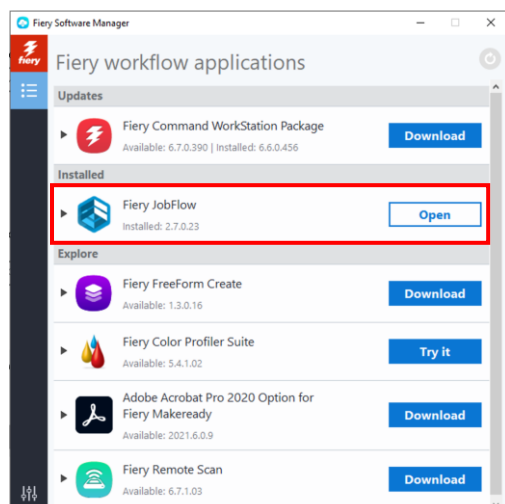 Fiery Software Manager
fiery
Fiery workflow applications
Updates
Fiery Command WorkStation Package
Available: 6.7.0.390 | Installed: 6.6.0.456
Download
Installed
Fiery JobFlow
Installed: 2.7.0.23
Open
Explore
Fiery FreeForm Create
Available: 1.3.0.16
Download
Fiery Color Profiler Suite
Available: 5.4.1.02
Try it
Adobe Acrobat Pro 2020 Option for
Fiery Makeready
Available: 2021.6.0.9
Download
Fiery Remote Scan
Available: 6.7.1.03
Download